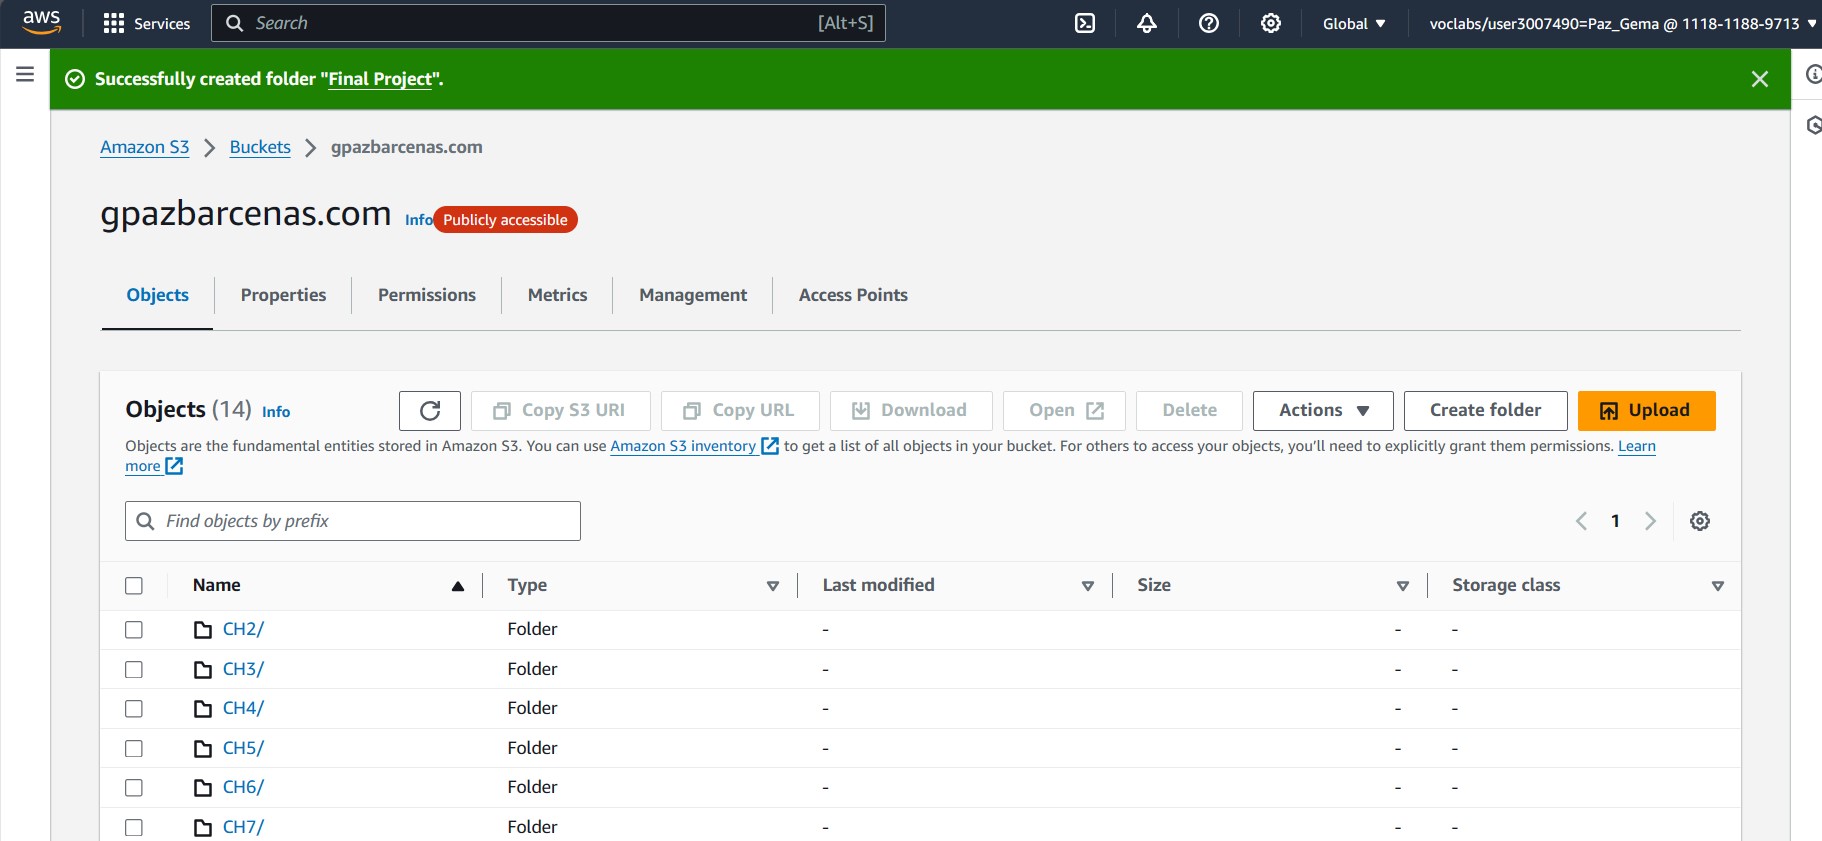 aws Services Search [Alt+S] Global voclabs/user3007490=Paz_Gema @ 1118-1188-9713
Successfully created folder "Final Project".
Amazon S3 Buckets gpazbarcenas.com
gpazbarcenas.com Info Publicly accessible
Objects Properties Permissions Metrics Management Access Points
Objects (14) Info Copy S3 URI Copy URL Download Open Delete Actions Create folder Upload
Objects are the fundamental entities stored in Amazon S3. You can use Amazon S3 inventory to get a list of all objects in your bucket. For others to access your objects, you'll need to explicitly grant them permissions. Learn
more
Find objects by prefix 1
Name Type Last modified Size Storage class
CH2/ Folder - - -
CH3/ Folder - - -
CH4/ Folder - - -
CH5/ Folder - - -
CH6/ Folder - - -
CH7/ Folder - - -